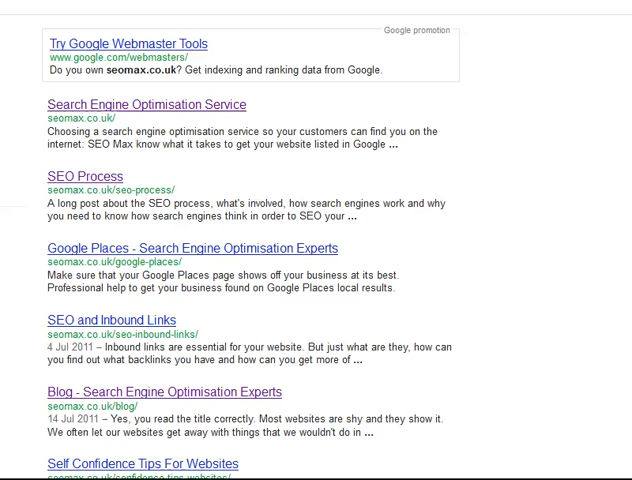 Google promotion
Try Google Webmaster Tools
www.google.com/webmasters/
Do you own seomax.co.uk? Get indexing and ranking data from Google.
Search Engine Optimisation Service
seomax.co.uk/
Choosing a search engine optimisation service so your customers can find you on the
internet: SEO Max know what it takes to get your website listed in Google ...
SEO Process
seomax.co.uk/seo-process/
A long post about the SEO process, what's involved, how search engines work and why
you need to know how search engines think in order to SEO your ...
Google Places - Search Engine Optimisation Experts
seomax.co.uk/google-places/
Make sure that your Google Places page shows off your business at its best.
Professional help to get your business found on Google Places local results.
SEO and Inbound Links
seomax.co.uk/seo-inbound-links/
4 Jul 2011 – Inbound links are essential for your website. But just what are they, how can
you find out what backlinks you have and how can you get more of ...
Blog - Search Engine Optimisation Experts
seomax.co.uk/blog/
14 Jul 2011 – Yes, you read the title correctly. Most websites are shy and they show it.
We often let our websites get away with things that we wouldn't do in ...
Self Confidence Tips For Websites
seomax.co.uk/confidence-tips-websites/